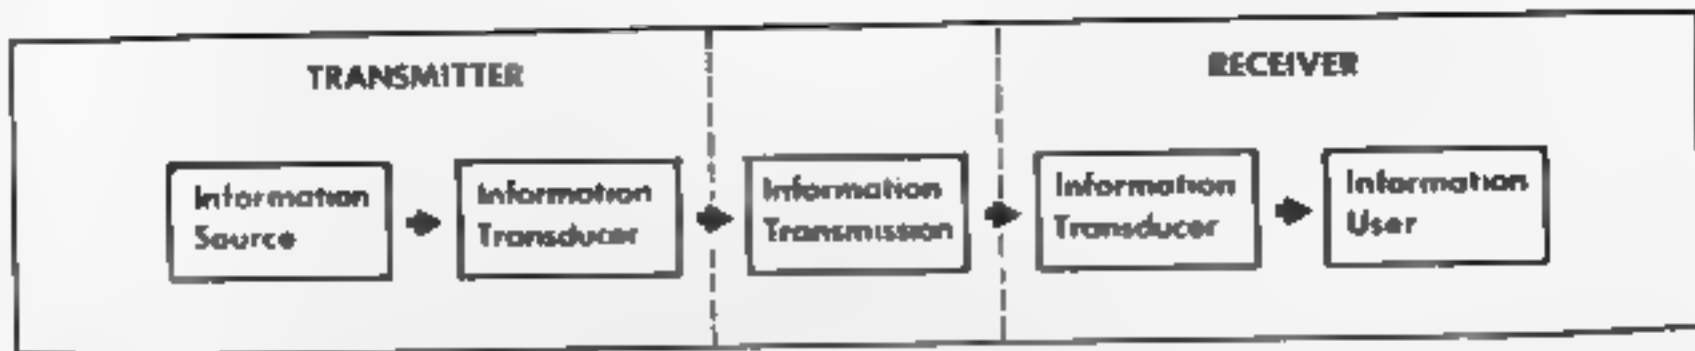 TRANSMITTER
RECEIVER
Information
Source
Information
Transducer
Information
Transmission
Information
Transducer
Information
User